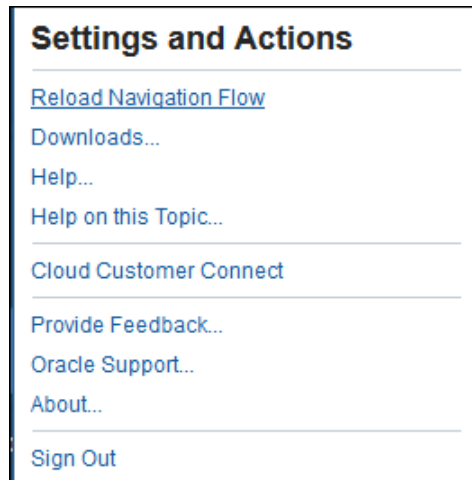 Settings and Actions
Reload Navigation Flow
Downloads...
Help...
Help on this Topic...
Cloud Customer Connect
Provide Feedback...
Oracle Support...
About...
Sign Out